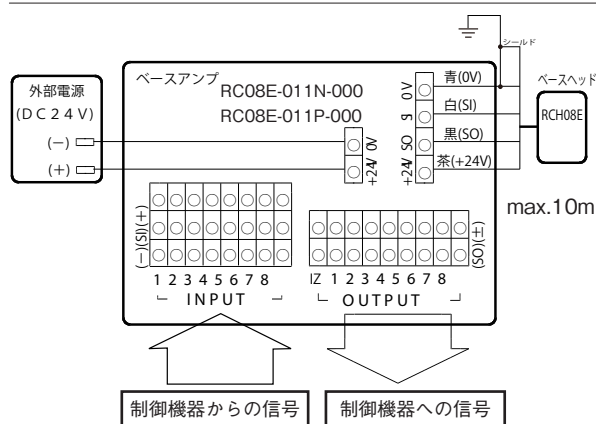 シールド
外部電源
(DC24V)
(−)
(+)
ベースアンプ
RC08E-011N-000
RC08E-011P-000
0V
+24V
0V
SI
SO
+24V
青(0V)
白(SI)
黒(SO)
茶(+24V)
ベースヘッド
RCH08E
max.10m
(−)(SI)(+)
1 2 3 4 5 6 7 8
INPUT
(SO)(±)
IZ 1 2 3 4 5 6 7 8
OUTPUT
制御機器からの信号
制御機器への信号